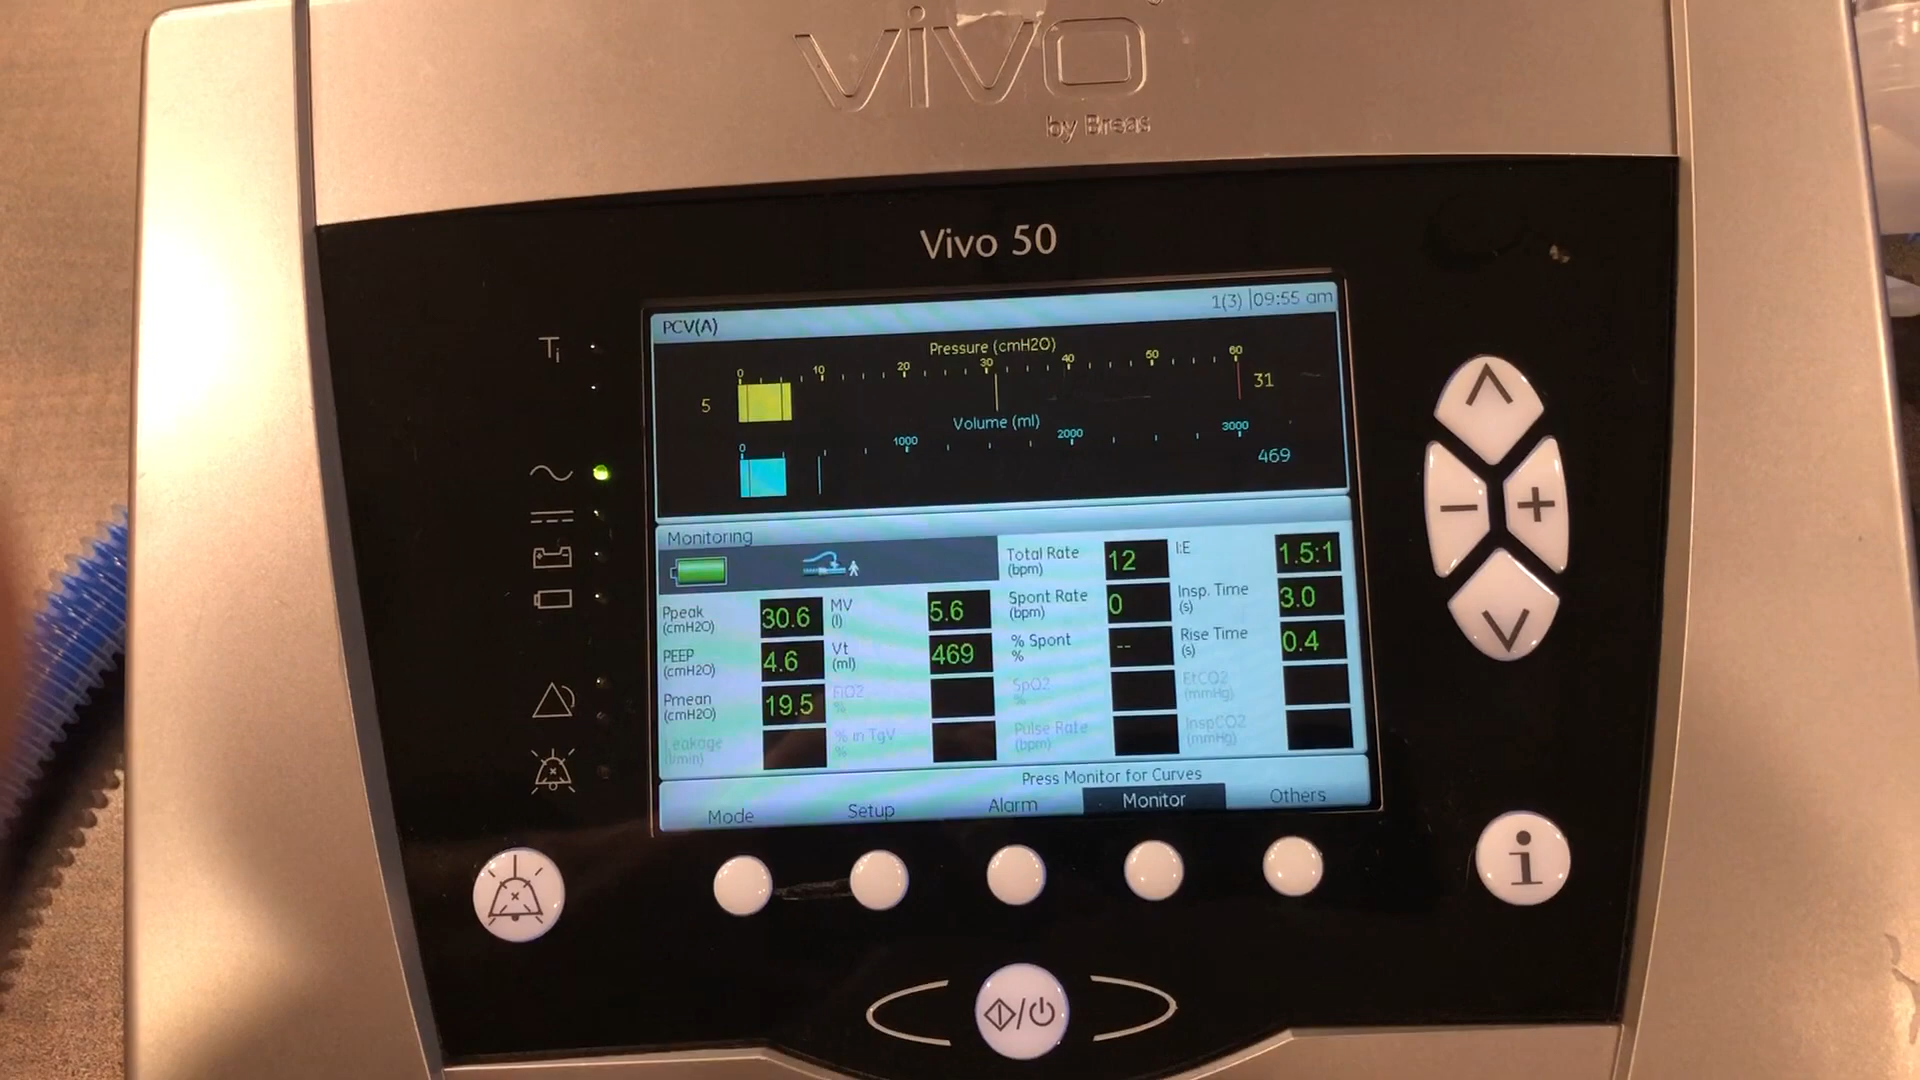 vivo
by Breas
Vivo 50
PCV(A) 1(3) 09:55 am
Pressure (cmH2O)
0 10 20 30 40 50 60
5 31
Volume (ml)
0 1000 2000 3000
469
Monitoring
Total Rate (bpm) 12 I:E 1.5:1
Ppeak (cmH2O) 30.6 MV (l) 5.6 Spont Rate (bpm) 0 Insp. Time (s) 3.0
PEEP (cmH2O) 4.6 Vt (ml) 469 % Spont % -- Rise Time (s) 0.4
Pmean (cmH2O) 19.5 FiO2 % SpO2 % EtCO2 (mmHg)
Leakage (l/min) % in TgV % Pulse Rate (bpm) InspCO2 (mmHg)
Press Monitor for Curves
Mode Setup Alarm Monitor Others
Ti
i